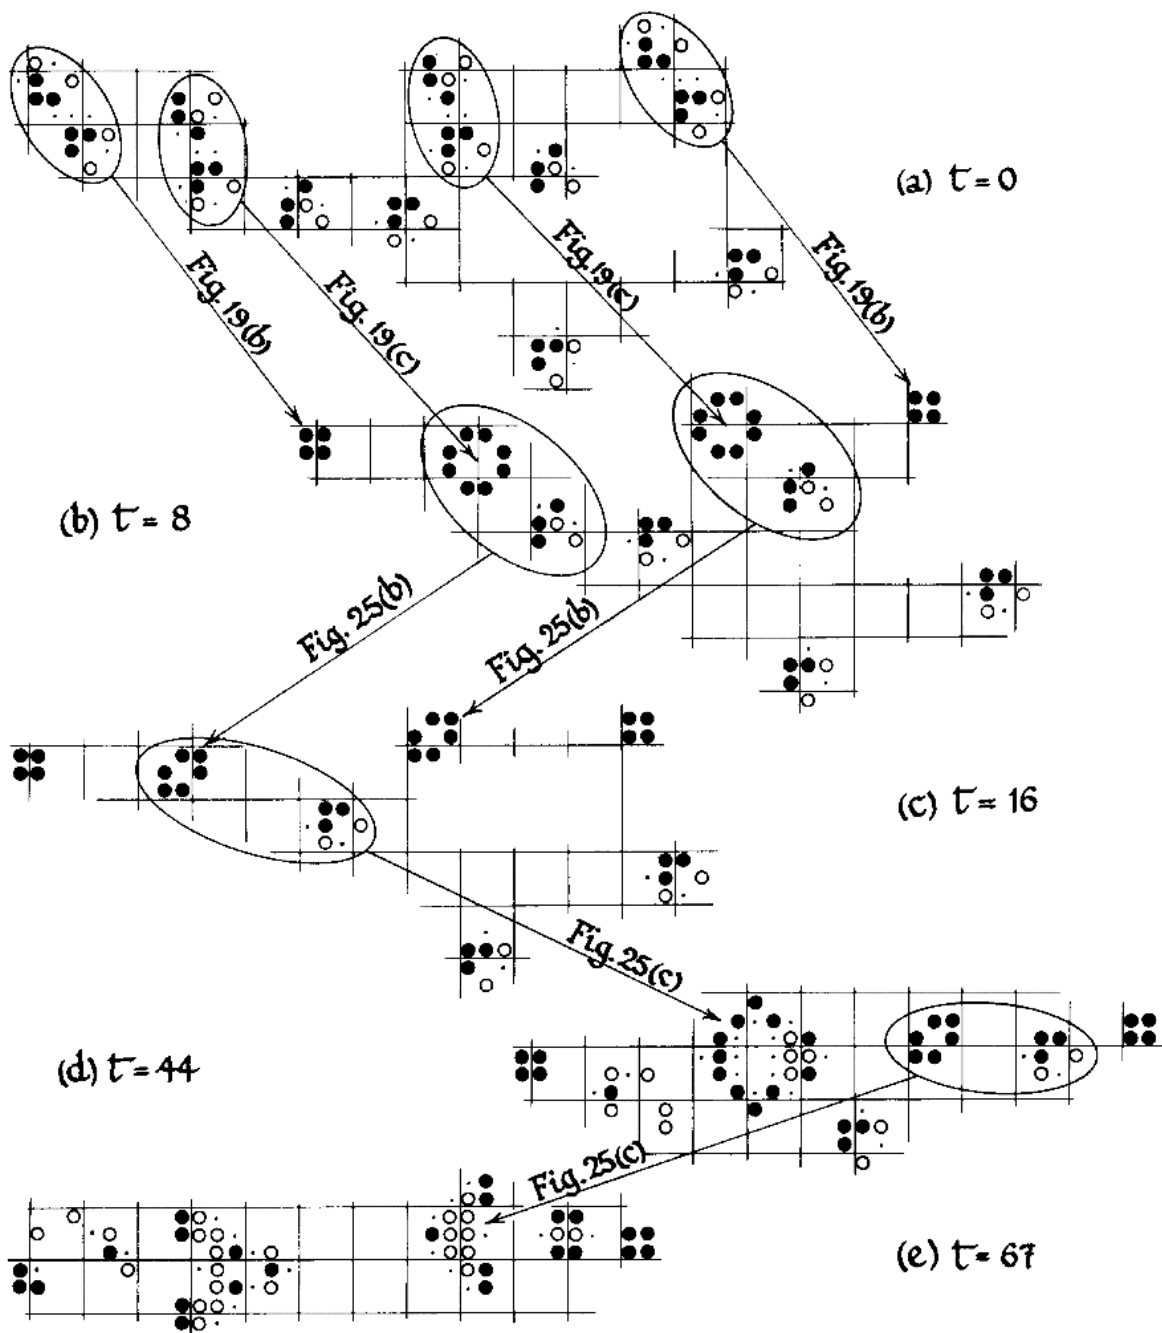 (a) t=0
Fig. 19(b)
Fig. 19(c)
Fig. 19(c)
Fig. 19(b)
(b) t=8
Fig. 25(b)
Fig. 25(b)
(c) t=16
Fig. 25(c)
(d) t=44
Fig. 25(c)
(e) t=67